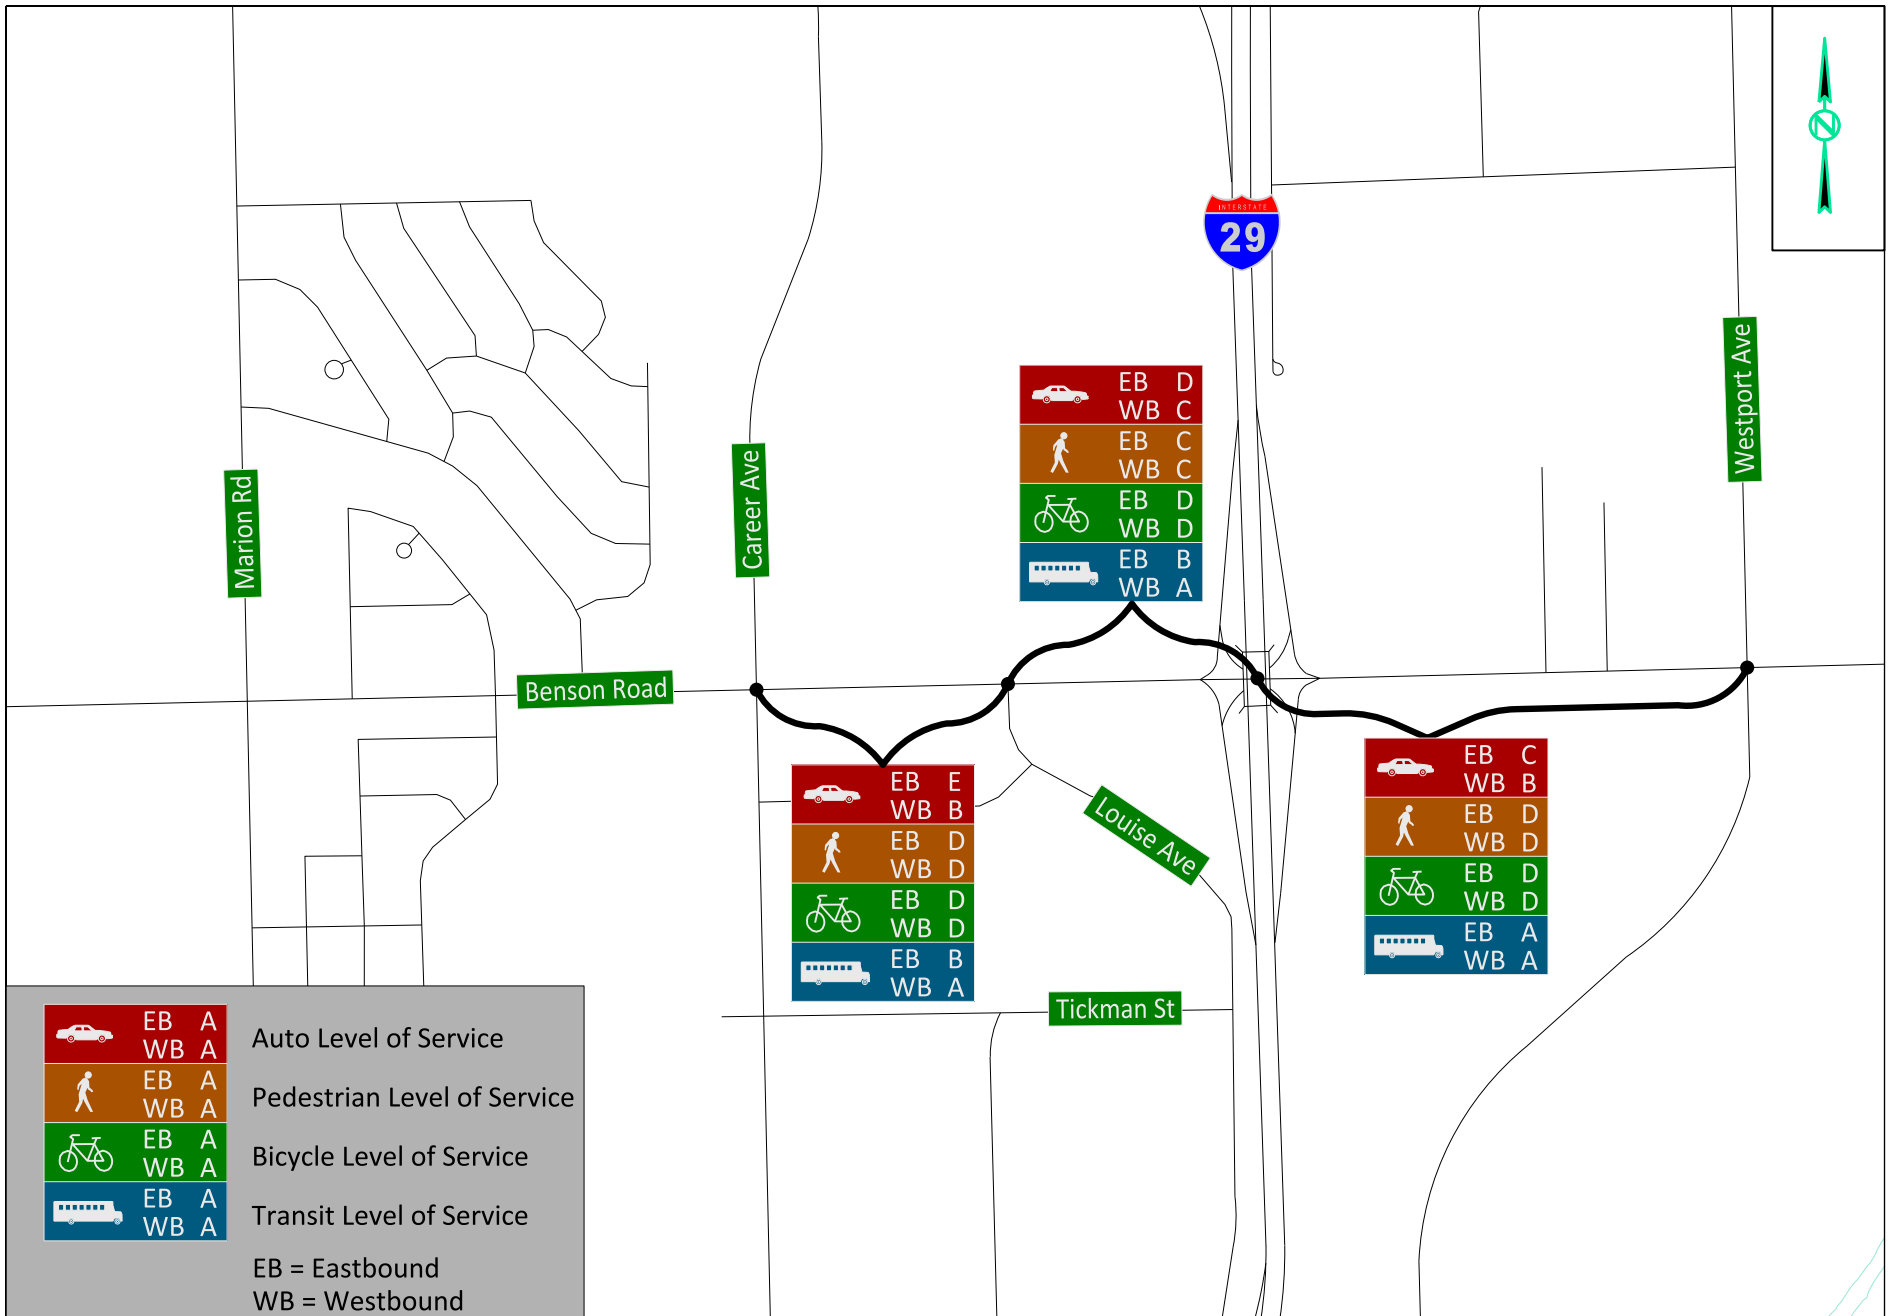 INTERSTATE
29
Westport Ave
EB D
WB C
EB C
WB C
EB D
WB D
EB B
WB A
Marion Rd
Career Ave
Benson Road
EB E
WB B
EB D
WB D
EB D
WB D
EB B
WB A
Louise Ave
EB C
WB B
EB D
WB D
EB D
WB D
EB A
WB A
Tickman St
EB A
WB A
Auto Level of Service
EB A
WB A
Pedestrian Level of Service
EB A
WB A
Bicycle Level of Service
EB A
WB A
Transit Level of Service
EB = Eastbound
WB = Westbound
N